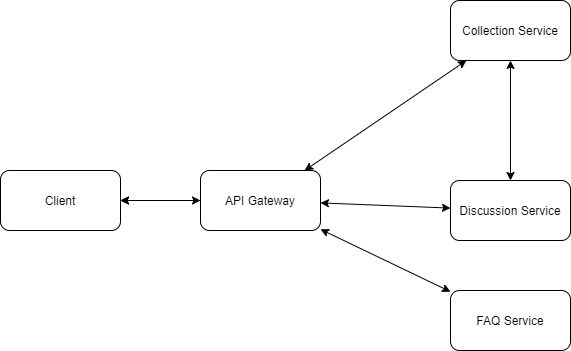 Collection Service
Client
API Gateway
Discussion Service
FAQ Service